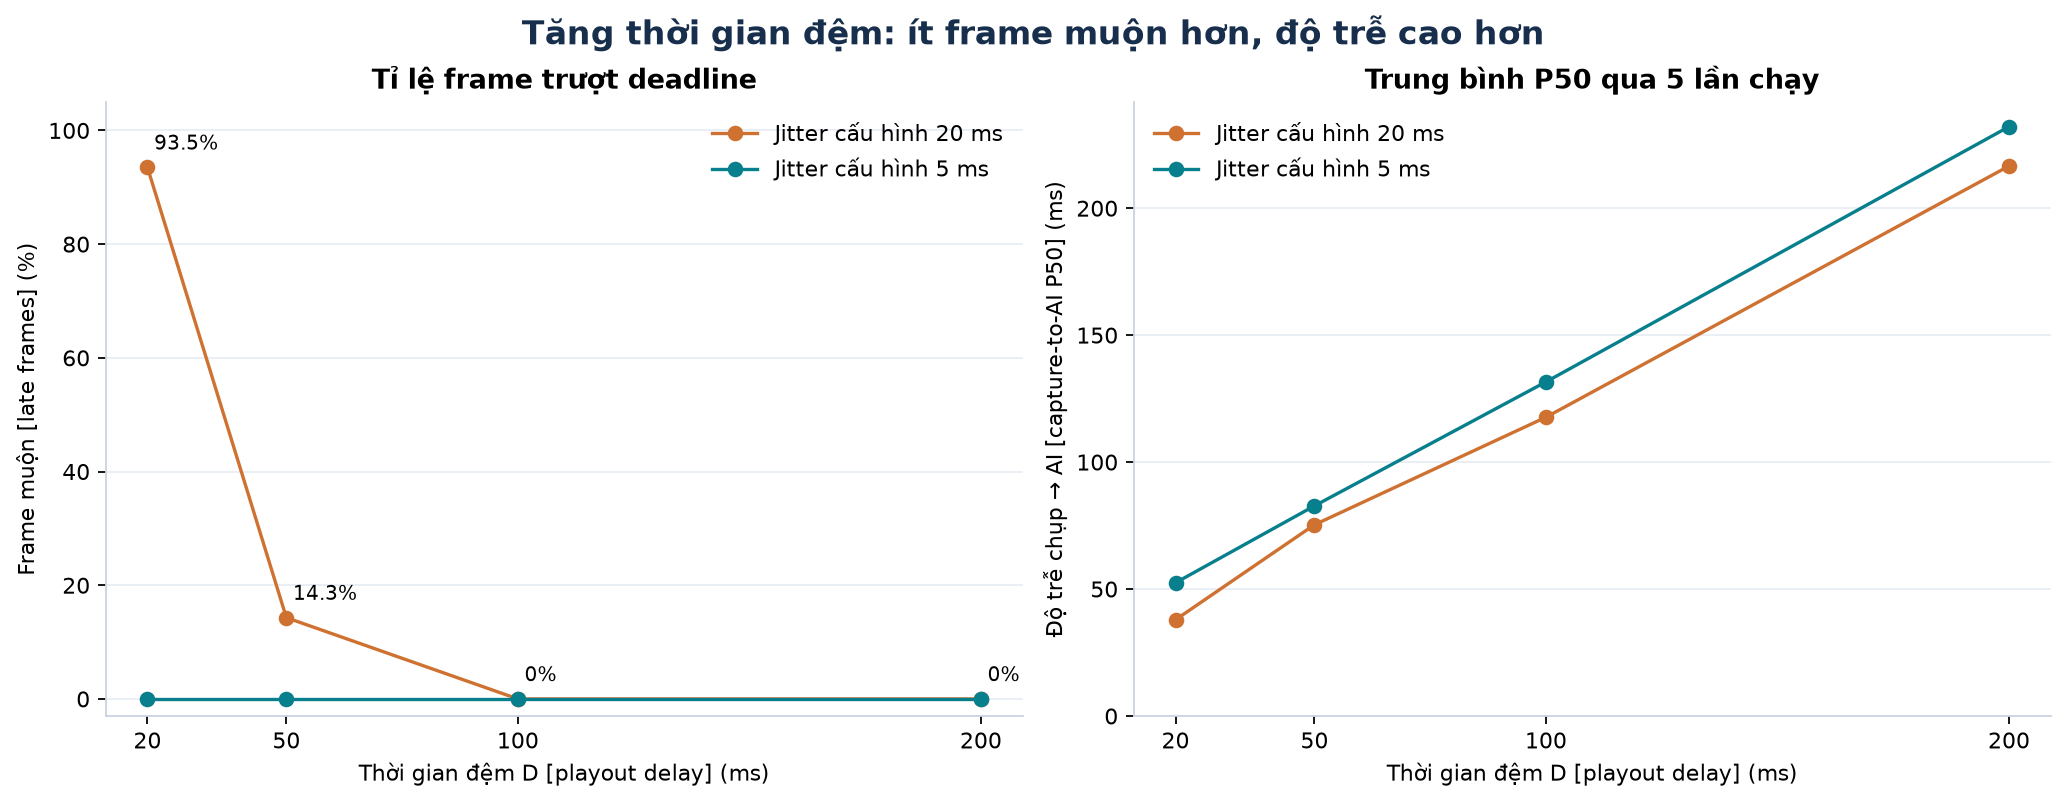 Tăng thời gian đệm: ít frame muộn hơn, độ trễ cao hơn
Tỉ lệ frame trượt deadline
Frame muộn [late frames] (%)
100
80
60
40
20
0
93.5%
14.3%
0%
0%
Jitter cấu hình 20 ms
Jitter cấu hình 5 ms
20
50
100
200
Thời gian đệm D [playout delay] (ms)
Trung bình P50 qua 5 lần chạy
Độ trễ chụp → AI [capture-to-AI P50] (ms)
200
150
100
50
0
Jitter cấu hình 20 ms
Jitter cấu hình 5 ms
20
50
100
200
Thời gian đệm D [playout delay] (ms)